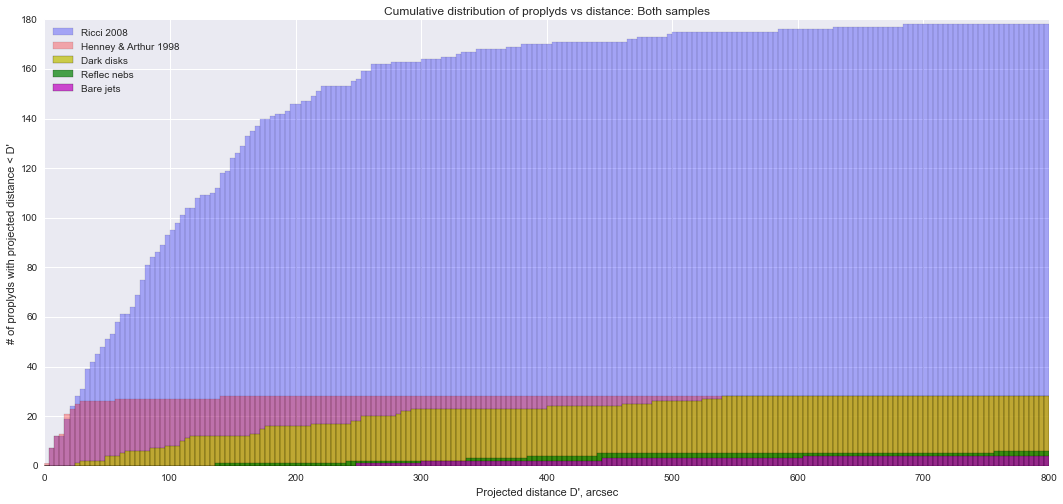 Cumulative distribution of proplyds vs distance: Both samples
Ricci 2008
Henney & Arthur 1998
Dark disks
Reflec nebs
Bare jets
# of proplyds with projected distance < D'
180
160
140
120
100
80
60
40
20
0
0 100 200 300 400 500 600 700 800
Projected distance D', arcsec